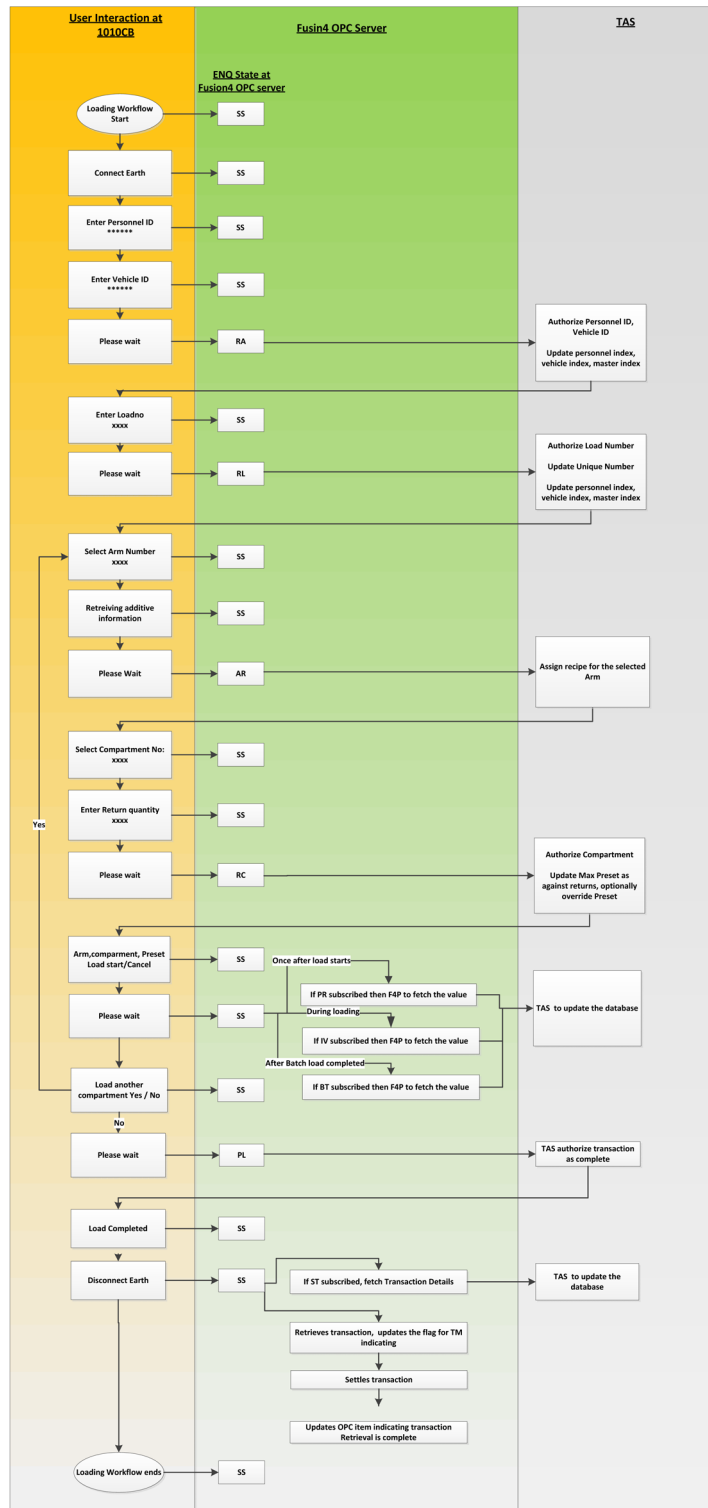 User Interaction at
1010CB
Fusin4 OPC Server
TAS
ENQ State at
Fusion4 OPC server
Loading Workflow
Start
SS
Connect Earth
SS
Enter Personnel ID
******
SS
Enter Vehicle ID
******
SS
Please wait
RA
Authorize Personnel ID,
Vehicle ID
Update personnel index,
vehicle index, master index
Enter Loadno
xxxx
SS
Please wait
RL
Authorize Load Number
Update Unique Number
Update personnel index,
vehicle index, master index
Select Arm Number
xxxx
SS
Retreiving additive
information
SS
Please Wait
AR
Assign recipe for the selected
Arm
Select Compartment No:
xxxx
SS
Enter Return quantity
xxxx
SS
Yes
Please wait
RC
Authorize Compartment
Update Max Preset as
against returns, optionally
override Preset
Arm,comparment, Preset
Load start/Cancel
SS
Once after load starts
If PR subscribed then F4P to fetch the value
TAS to update the database
Please wait
SS
During loading
If IV subscribed then F4P to fetch the value
After Batch load completed
If BT subscribed then F4P to fetch the value
Load another
compartment Yes / No
SS
No
Please wait
PL
TAS authorize transaction
as complete
Load Completed
SS
Disconnect Earth
SS
If ST subscribed, fetch Transaction Details
TAS to update the
database
Retrieves transaction, updates the flag for TM
indicating
Settles transaction
Updates OPC item indicating transaction
Retrieval is complete
Loading Workflow ends
SS